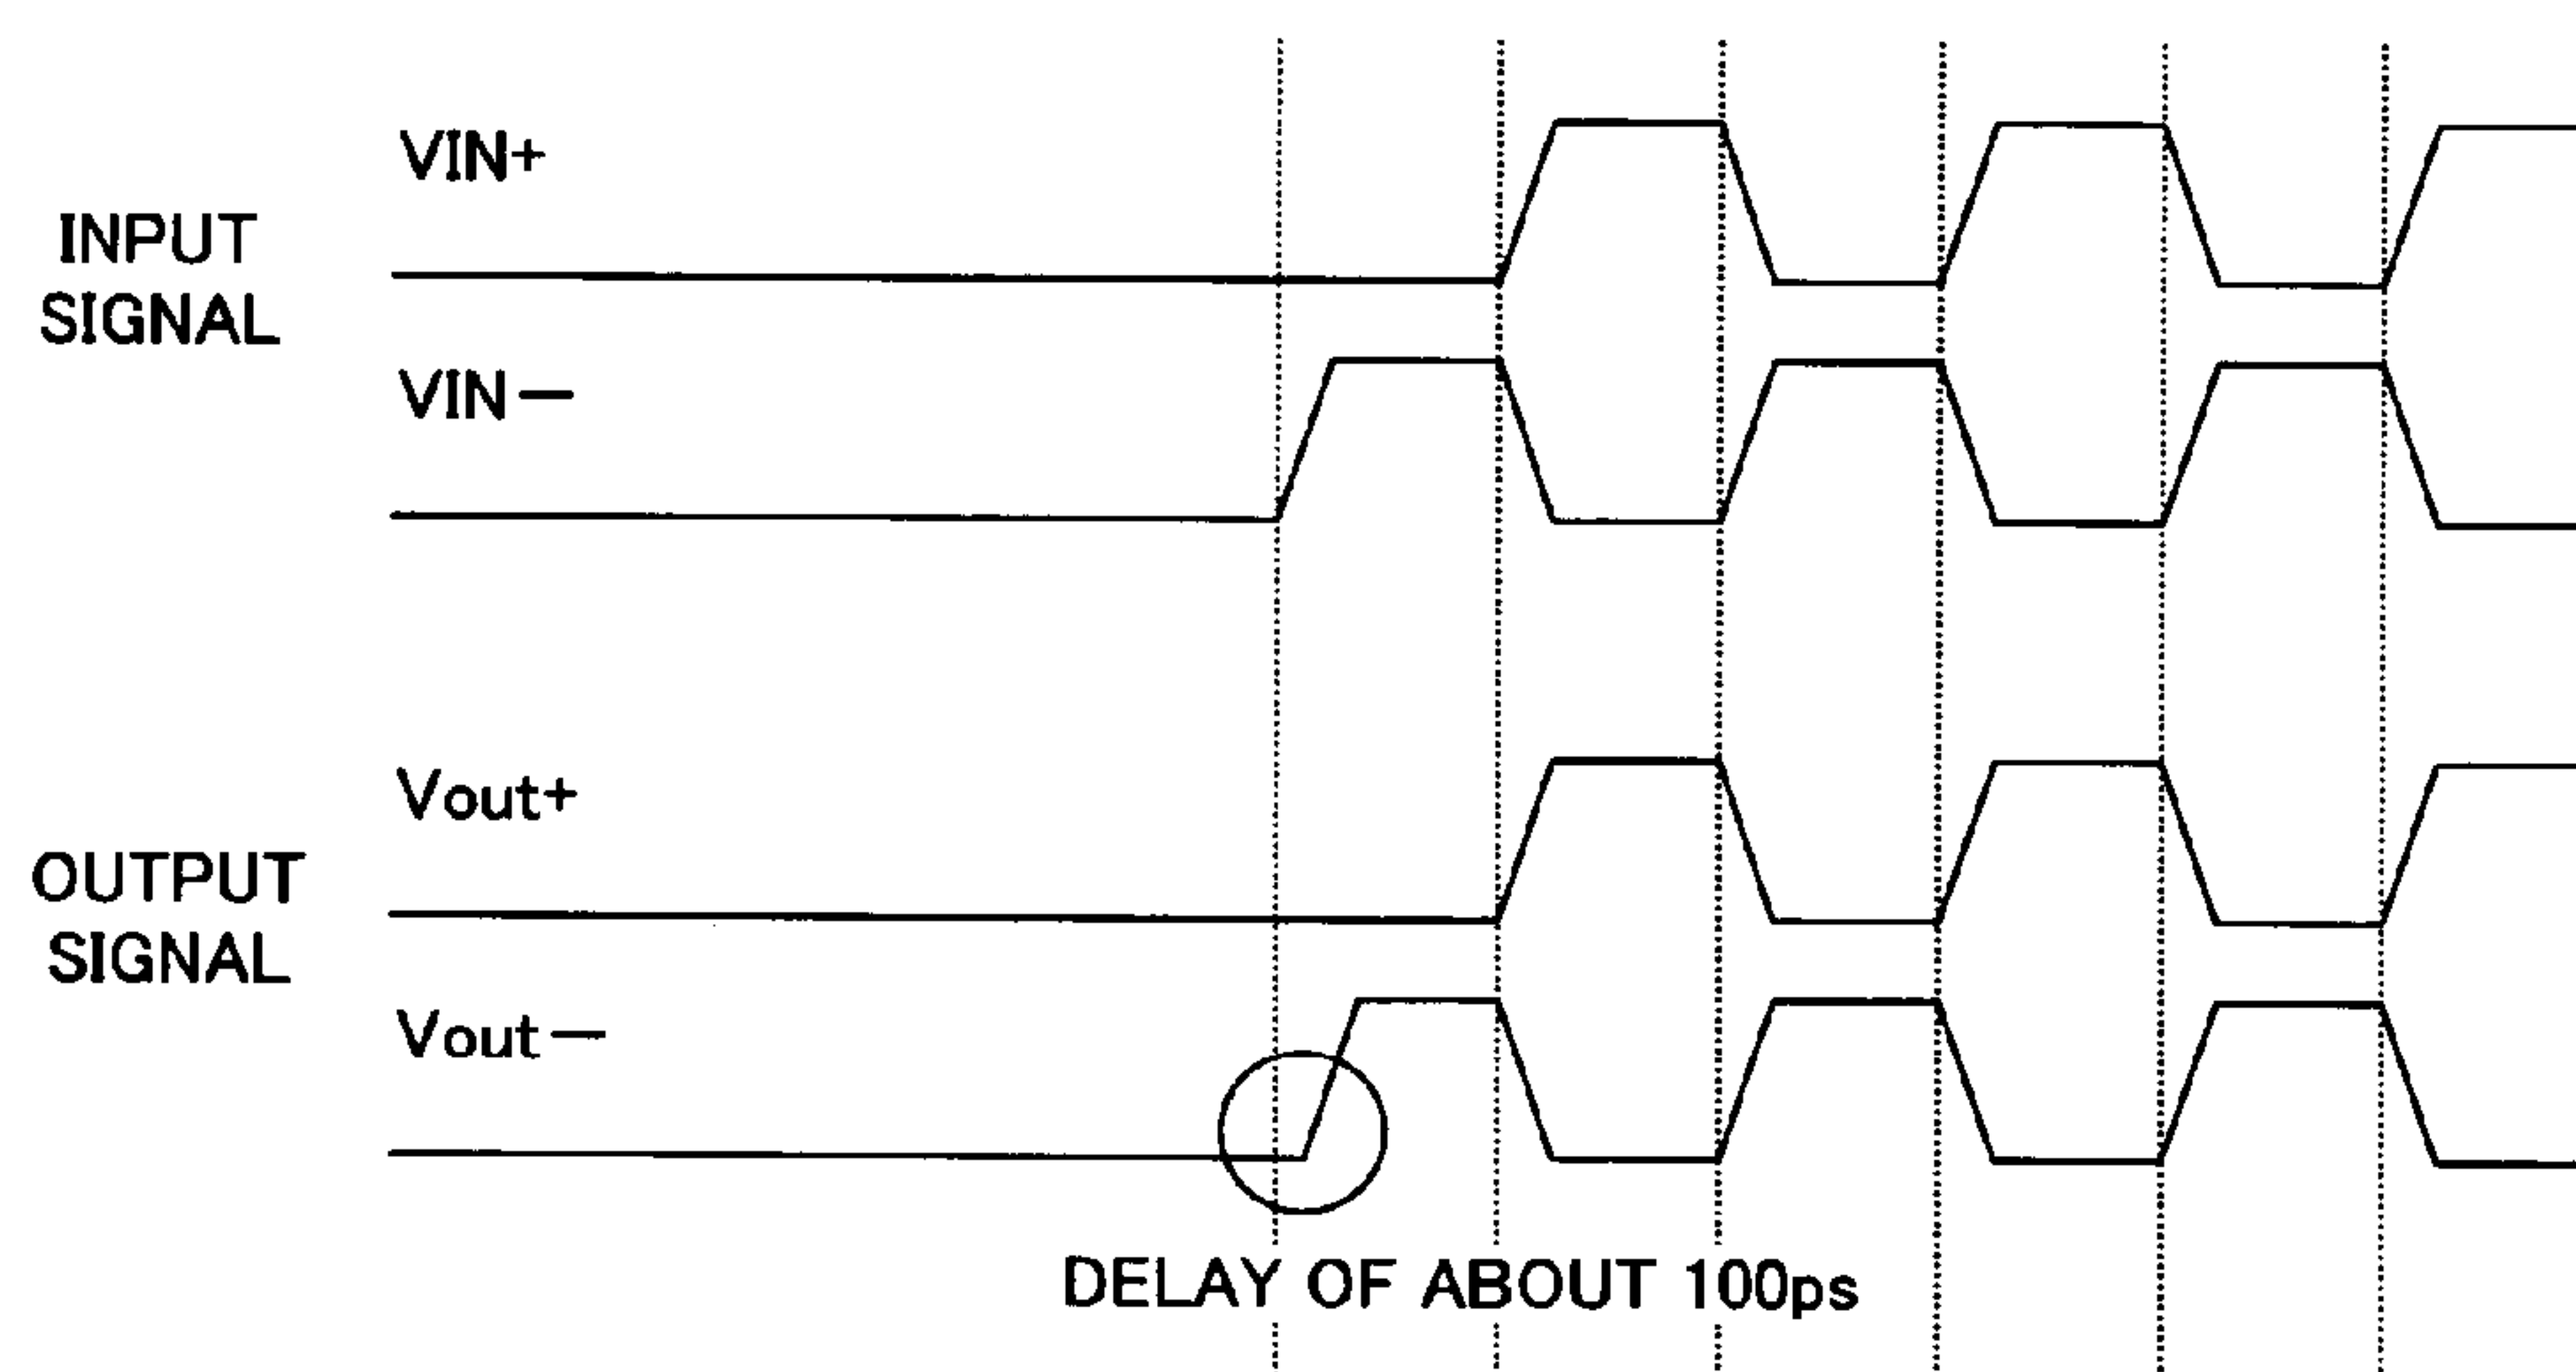 VIN+
INPUT
SIGNAL
VIN−
Vout+
OUTPUT
SIGNAL
Vout−
DELAY OF ABOUT 100ps